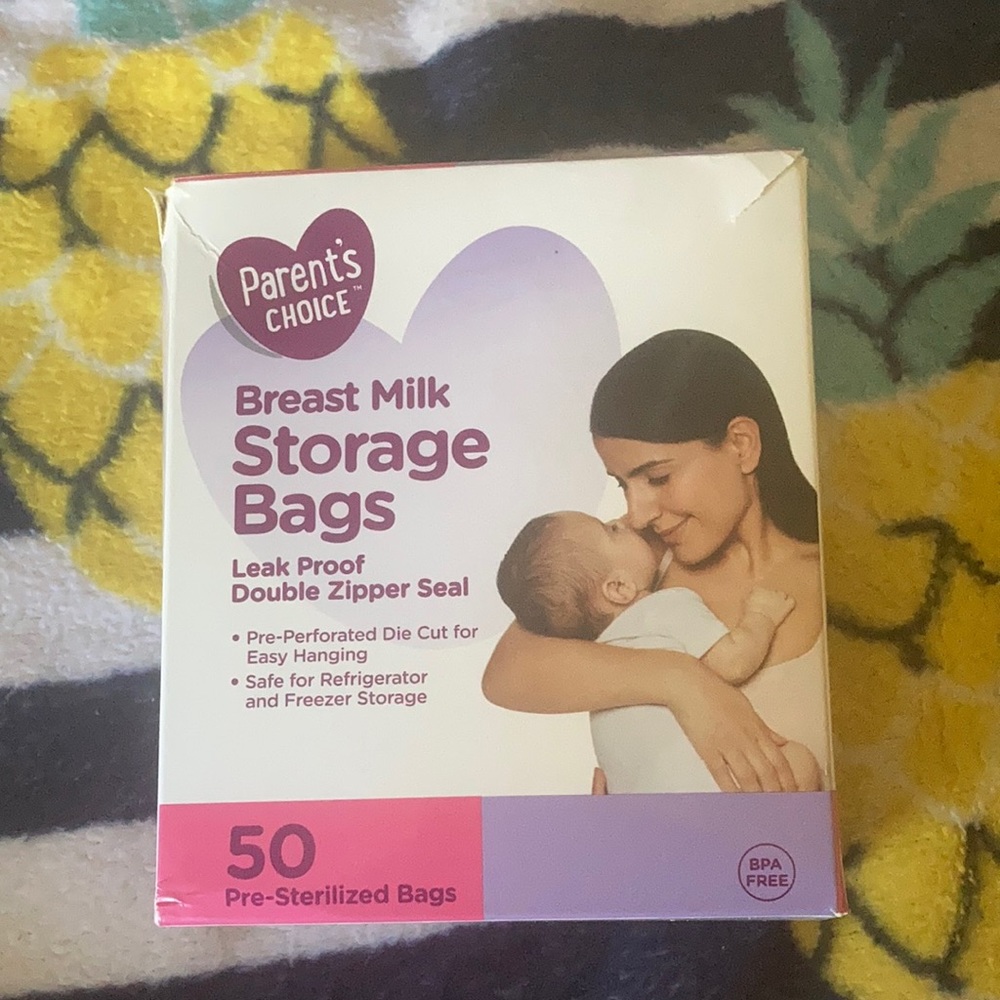 Parent's
CHOICE™
Breast Milk
Storage
Bags
Leak Proof
Double Zipper Seal
• Pre-Perforated Die Cut for
Easy Hanging
• Safe for Refrigerator
and Freezer Storage
50
Pre-Sterilized Bags
BPA
FREE